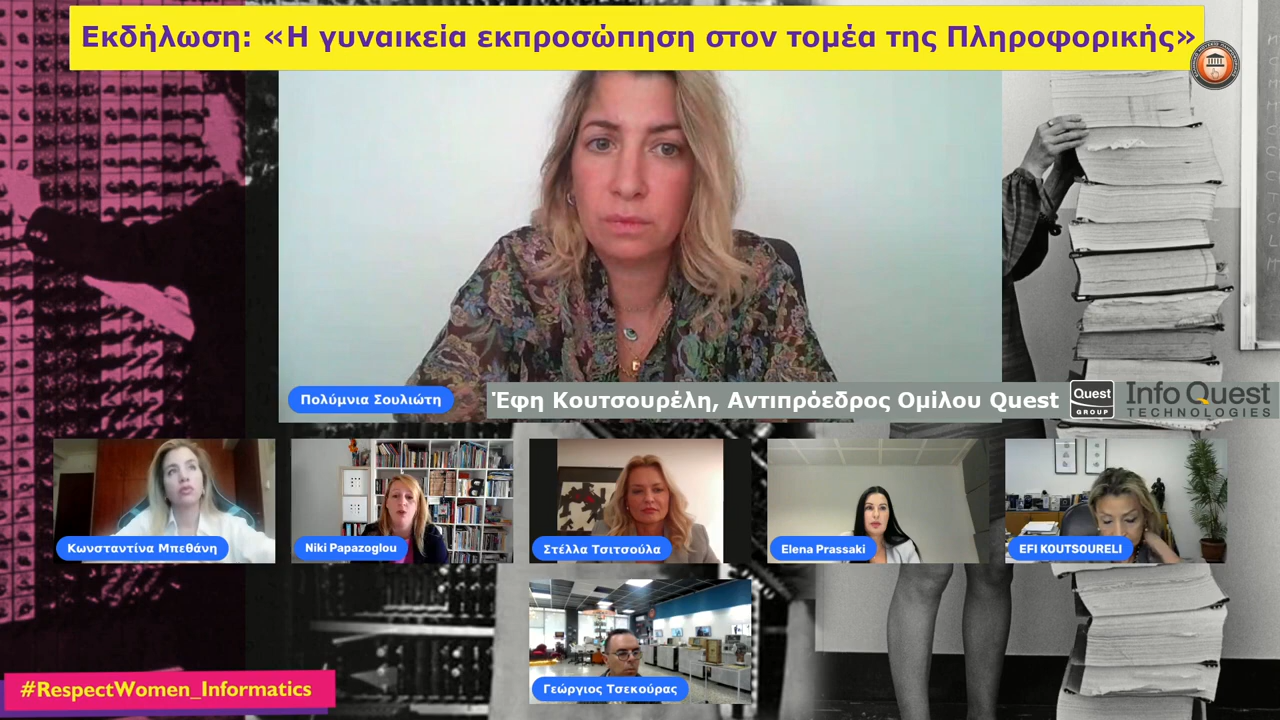 Εκδήλωση: «Η γυναικεία εκπροσώπηση στον τομέα της Πληροφορικής»
Πολύμνια Σουλιώτη
Έφη Κουτσουρέλη, Αντιπρόεδρος Ομίλου Quest
Quest
GROUP
Info Quest
TECHNOLOGIES
Κωνσταντίνα Μπεθάνη
Niki Papazoglou
Στέλλα Τσιτσούλα
Elena Prassaki
EFI KOUTSOURELI
Γεώργιος Τσεκούρας
#RespectWomen_Informatics